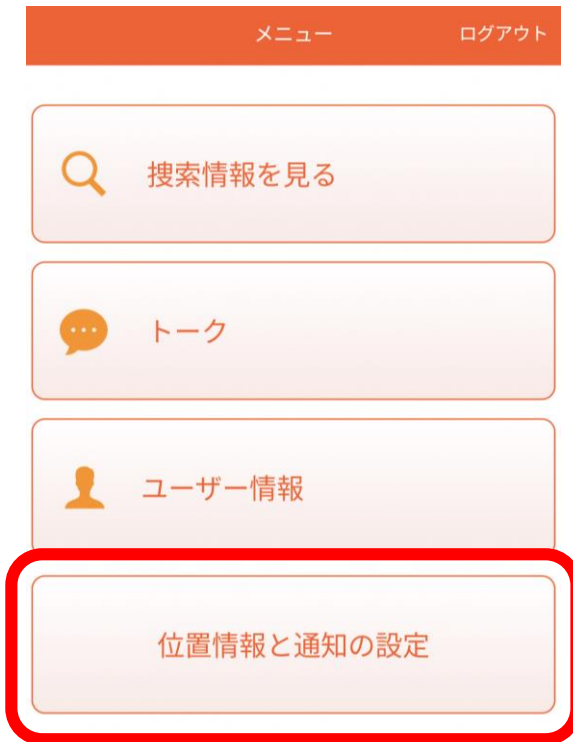 メニュー ログアウト
捜索情報を見る
トーク
ユーザー情報
位置情報と通知の設定